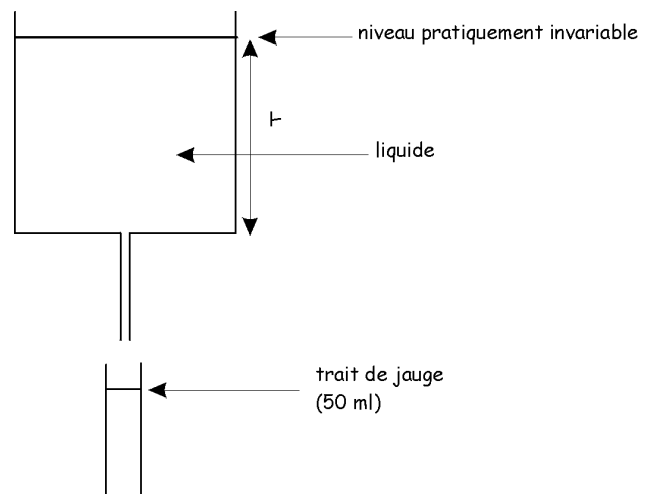 niveau pratiquement invariable
liquide
trait de jauge
(50 ml)